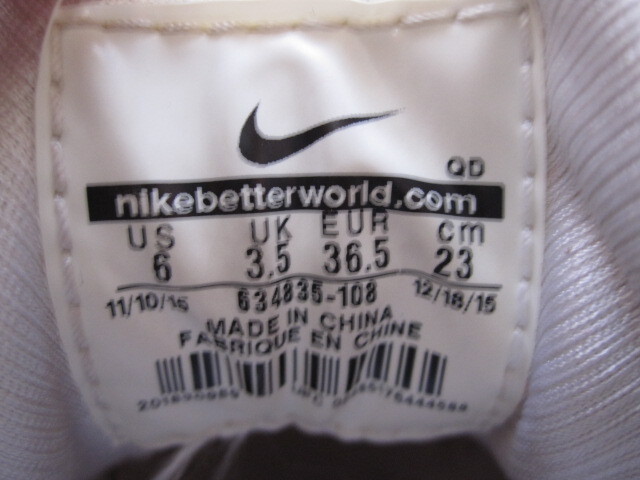 QD
nikebetterworld.com
US UK EUR cm
6 3.5 36.5 23
11/10/15 634835-108 12/18/15
MADE IN CHINA
FABRIQUE EN CHINE